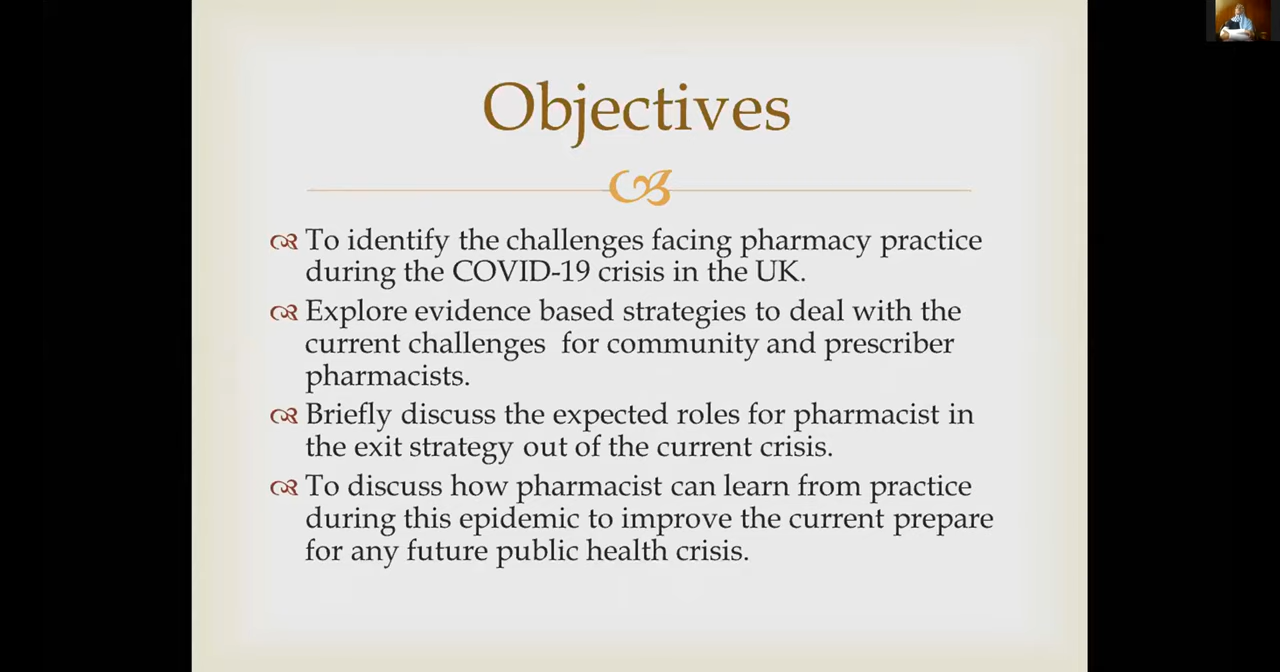 Objectives
To identify the challenges facing pharmacy practice
during the COVID-19 crisis in the UK.
Explore evidence based strategies to deal with the
current challenges  for community and prescriber
pharmacists.
Briefly discuss the expected roles for pharmacist in
the exit strategy out of the current crisis.
To discuss how pharmacist can learn from practice
during this epidemic to improve the current prepare
for any future public health crisis.